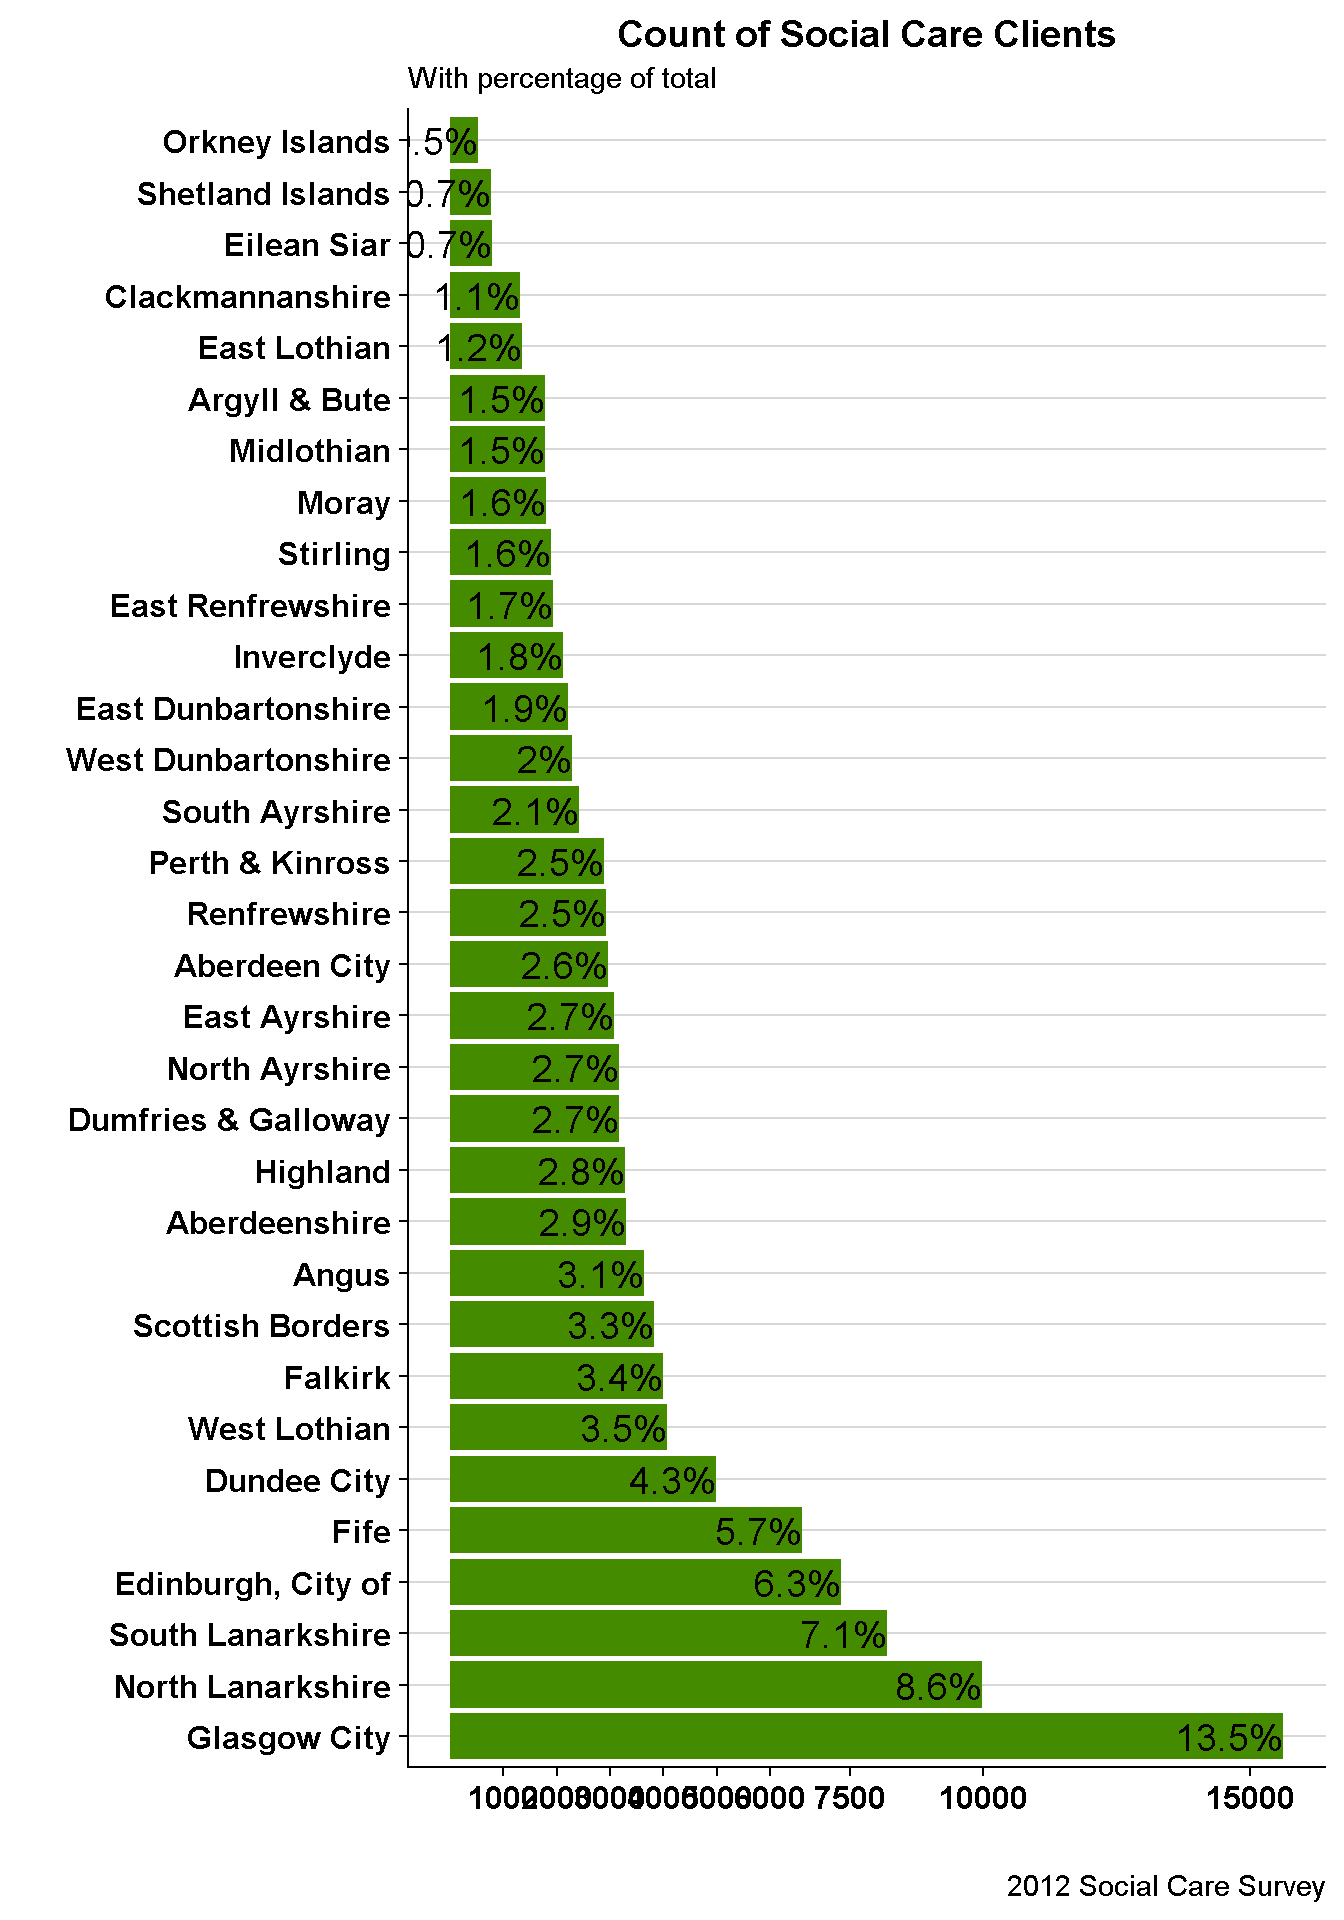 Count of Social Care Clients
With percentage of total
Orkney Islands .5%
Shetland Islands 0.7%
Eilean Siar 0.7%
Clackmannanshire 1.1%
East Lothian 1.2%
Argyll & Bute 1.5%
Midlothian 1.5%
Moray 1.6%
Stirling 1.6%
East Renfrewshire 1.7%
Inverclyde 1.8%
East Dunbartonshire 1.9%
West Dunbartonshire 2%
South Ayrshire 2.1%
Perth & Kinross 2.5%
Renfrewshire 2.5%
Aberdeen City 2.6%
East Ayrshire 2.7%
North Ayrshire 2.7%
Dumfries & Galloway 2.7%
Highland 2.8%
Aberdeenshire 2.9%
Angus 3.1%
Scottish Borders 3.3%
Falkirk 3.4%
West Lothian 3.5%
Dundee City 4.3%
Fife 5.7%
Edinburgh, City of 6.3%
South Lanarkshire 7.1%
North Lanarkshire 8.6%
Glasgow City 13.5%
1000 2000 3000 4000 5000 6000 7500 10000 15000
2012 Social Care Survey